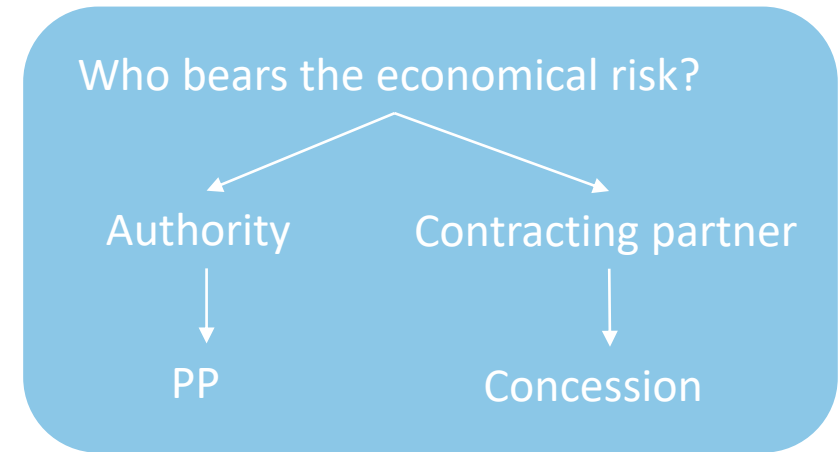 Who bears the economical risk?
Authority
Contracting partner
PP
Concession